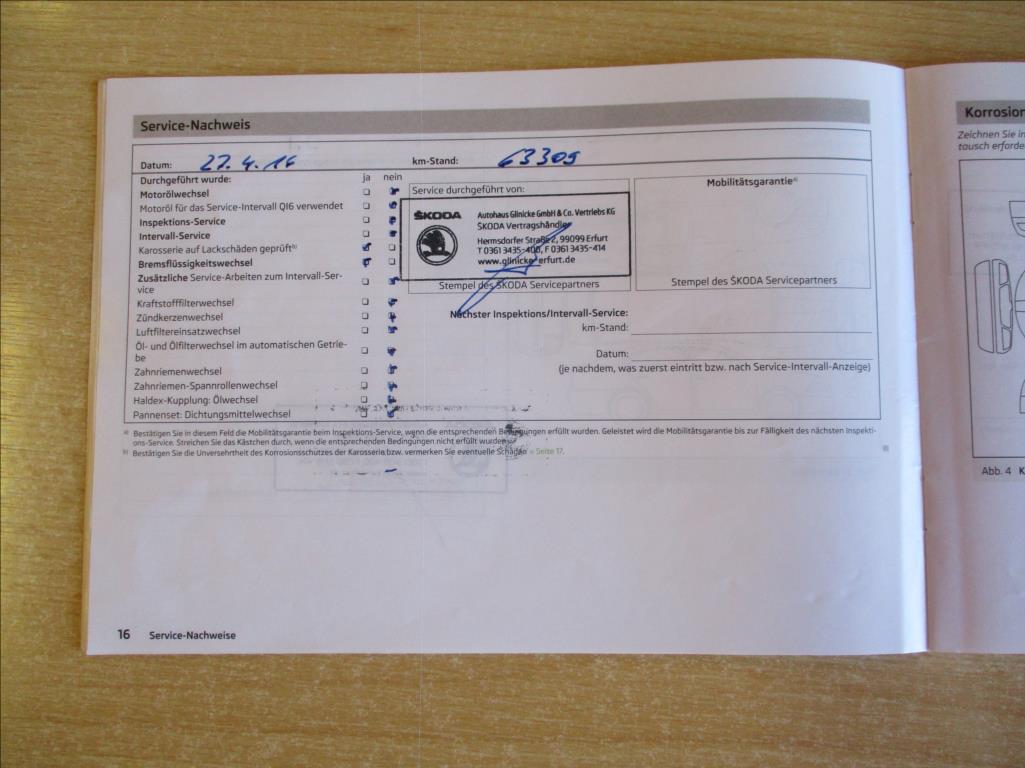 Service-Nachweis
Datum: 27.4.16 km-Stand: 63309
Durchgeführt wurde: ja nein
Motorölwechsel
Motoröl für das Service-Intervall QI6 verwendet
Inspektions-Service
Intervall-Service
Karosserie auf Lackschäden geprüft b)
Bremsflüssigkeitswechsel
Zusätzliche Service-Arbeiten zum Intervall-Ser-
vice
Kraftstofffilterwechsel
Zündkerzenwechsel
Luftfiltereinsatzwechsel
Öl- und Ölfilterwechsel im automatischen Getrie-
be
Zahnriemenwechsel
Zahnriemen-Spannrollenwechsel
Haldex-Kupplung: Ölwechsel
Pannenset: Dichtungsmittelwechsel
Service durchgeführt von:
ŠKODA
Autohaus Glinicke GmbH & Co. Vertriebs KG
ŠKODA Vertragshändler
Hermsdorfer Straße 2, 99099 Erfurt
T 0361 3435-400, F 0361 3435-414
www.glinicke-erfurt.de
Stempel des ŠKODA Servicepartners
Mobilitätsgarantie a)
Stempel des ŠKODA Servicepartners
Nächster Inspektions/Intervall-Service:
km-Stand:
Datum:
(je nachdem, was zuerst eintritt bzw. nach Service-Intervall-Anzeige)
a) Bestätigen Sie in diesem Feld die Mobilitätsgarantie beim Inspektions-Service, wenn die entsprechenden Bedingungen erfüllt wurden. Geleistet wird die Mobilitätsgarantie bis zur Fälligkeit des nächsten Inspekti-
ons-Service. Streichen Sie das Kästchen durch, wenn die entsprechenden Bedingungen nicht erfüllt wurden.
b) Bestätigen Sie die Unversehrtheit des Korrosionsschutzes der Karosserie bzw. vermerken Sie eventuelle Schäden » Seite 17.
16 Service-Nachweise
Korrosion
Zeichnen Sie in
tausch erforde
Abb. 4 K